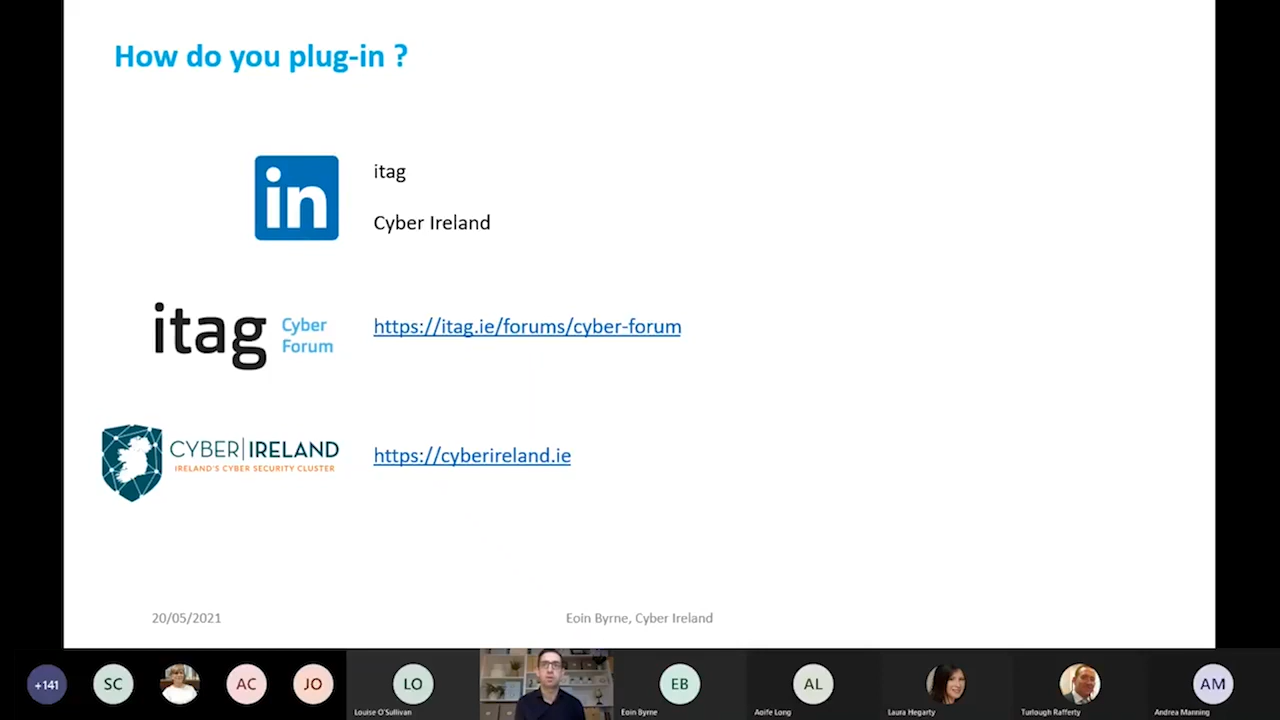 How do you plug-in ?
in
itag
Cyber Ireland
itag Cyber Forum
https://itag.ie/forums/cyber-forum
CYBER|IRELAND
IRELAND'S CYBER SECURITY CLUSTER
https://cyberireland.ie
20/05/2021
Eoin Byrne, Cyber Ireland
+141
SC
AC
JO
LO
Louise O'Sullivan
EB
Eoin Byrne
AL
Aoife Long
Laura Hegarty
Turlough Rafferty
AM
Andrea Manning